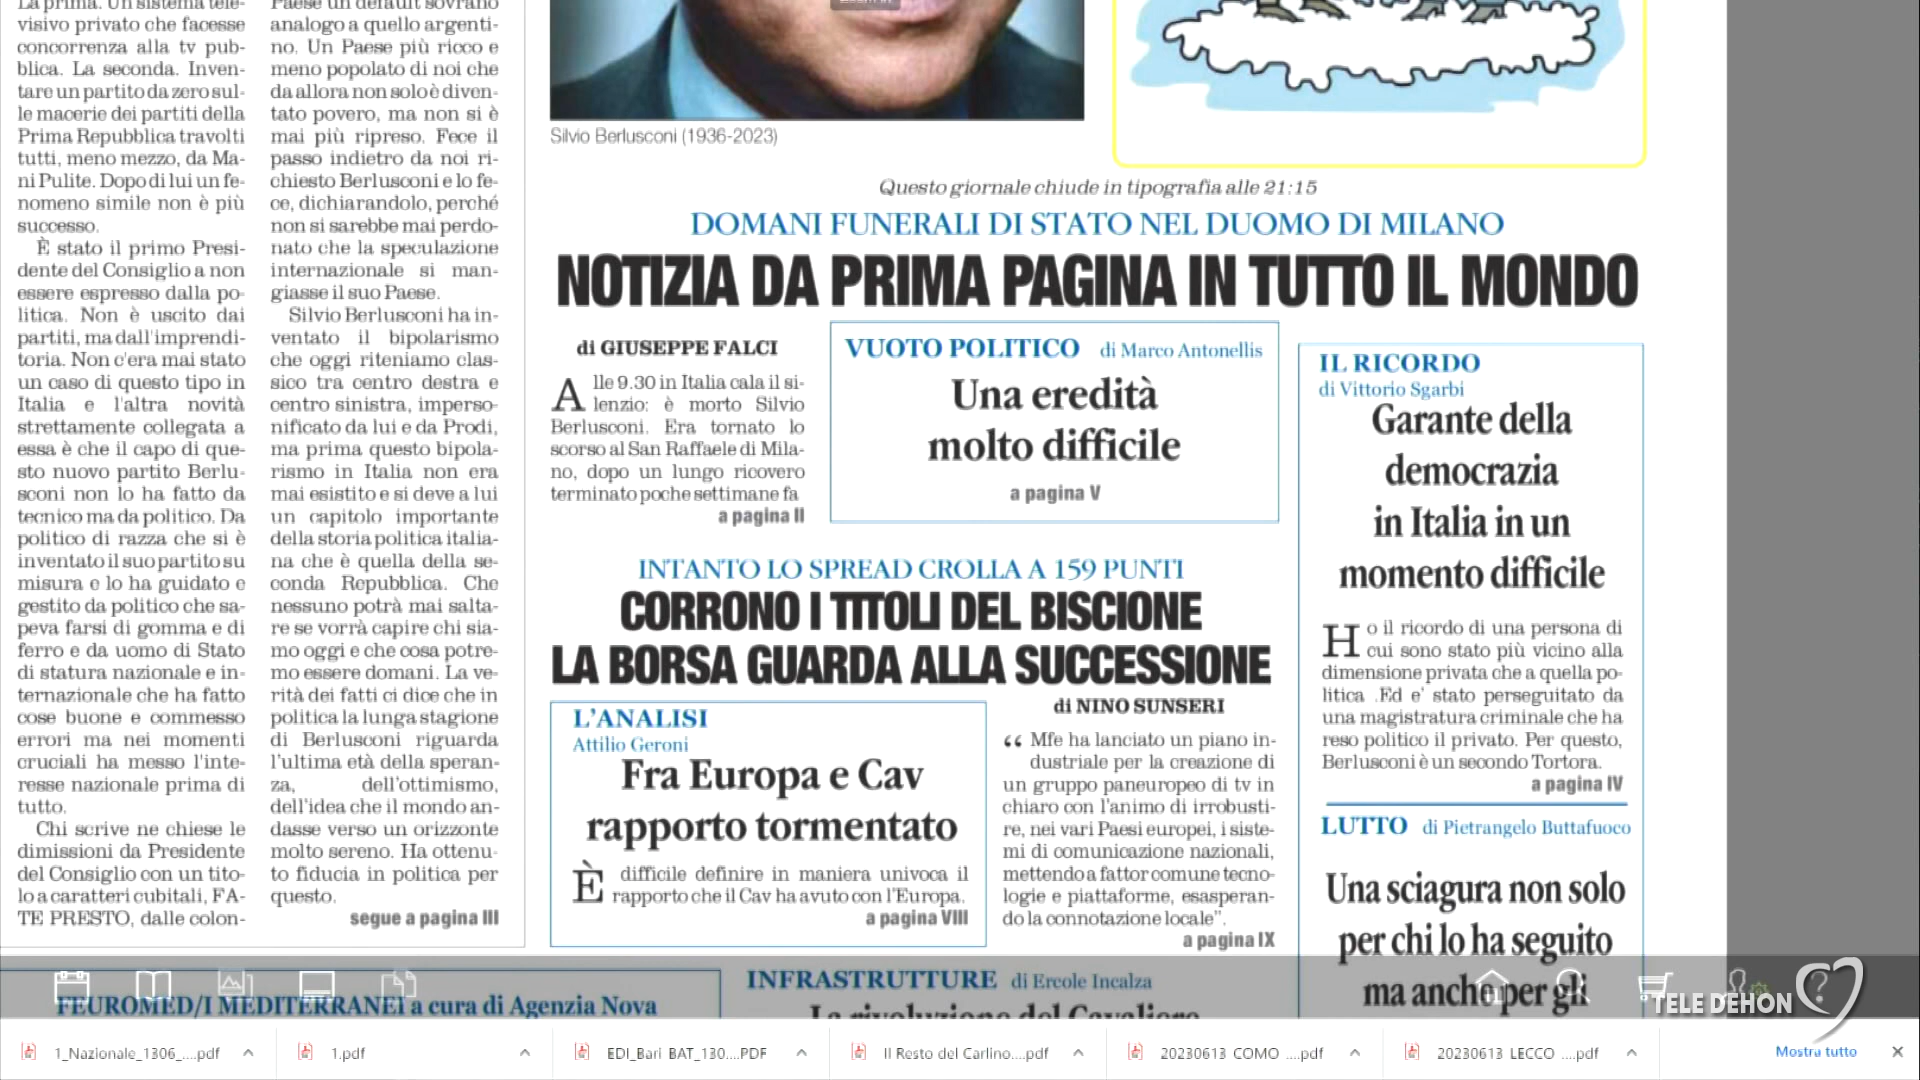 La prima. Un sistema tele-
visivo privato che facesse
concorrenza alla tv pub-
blica. La seconda. Inven-
tare un partito da zero sul-
le macerie dei partiti della
Prima Repubblica travolti
tutti, meno mezzo, da Ma-
ni Pulite. Dopo di lui un fe-
nomeno simile non è più
successo.
È stato il primo Presi-
dente del Consiglio a non
essere espresso dalla po-
litica. Non è uscito dai
partiti, ma dall'imprendi-
toria. Non c'era mai stato
un caso di questo tipo in
Italia e l'altra novità
strettamente collegata a
essa è che il capo di que-
sto nuovo partito Berlu-
sconi non lo ha fatto da
tecnico ma da politico. Da
politico di razza che si è
inventato il suo partito su
misura e lo ha guidato e
gestito da politico che sa-
peva farsi di gomma e di
ferro e da uomo di Stato
di statura nazionale e in-
ternazionale che ha fatto
cose buone e commesso
errori ma nei momenti
cruciali ha messo l'inte-
resse nazionale prima di
tutto.
Chi scrive ne chiese le
dimissioni da Presidente
del Consiglio con un tito-
lo a caratteri cubitali, FA-
TE PRESTO, dalle colon-
Paese un default sovrano
analogo a quello argenti-
no. Un Paese più ricco e
meno popolato di noi che
da allora non solo è diven-
tato povero, ma non si è
mai più ripreso. Fece il
passo indietro da noi ri-
chiesto Berlusconi e lo fe-
ce, dichiarandolo, perché
non si sarebbe mai perdo-
nato che la speculazione
internazionale si man-
giasse il suo Paese.
Silvio Berlusconi ha in-
ventato il bipolarismo
che oggi riteniamo clas-
sico tra centro destra e
centro sinistra, imperso-
nificato da lui e da Prodi,
ma prima questo bipola-
rismo in Italia non era
mai esistito e si deve a lui
un capitolo importante
della storia politica italia-
na che è quella della se-
conda Repubblica. Che
nessuno potrà mai salta-
re se vorrà capire chi sia-
mo oggi e che cosa potre-
mo essere domani. La ve-
rità dei fatti ci dice che in
politica la lunga stagione
di Berlusconi riguarda
l'ultima età della speran-
za, dell'ottimismo,
dell'idea che il mondo an-
dasse verso un orizzonte
molto sereno. Ha ottenu-
to fiducia in politica per
questo.
segue a pagina III
Silvio Berlusconi (1936-2023)
Questo giornale chiude in tipografia alle 21:15
DOMANI FUNERALI DI STATO NEL DUOMO DI MILANO
NOTIZIA DA PRIMA PAGINA IN TUTTO IL MONDO
di GIUSEPPE FALCI
Alle 9.30 in Italia cala il si-
lenzio: è morto Silvio
Berlusconi. Era tornato lo
scorso al San Raffaele di Mila-
no, dopo un lungo ricovero
terminato poche settimane fa
a pagina II
VUOTO POLITICO di Marco Antonellis
Una eredità
molto difficile
a pagina V
INTANTO LO SPREAD CROLLA A 159 PUNTI
CORRONO I TITOLI DEL BISCIONE
LA BORSA GUARDA ALLA SUCCESSIONE
L'ANALISI
Attilio Geroni
Fra Europa e Cav
rapporto tormentato
È difficile definire in maniera univoca il
rapporto che il Cav ha avuto con l'Europa.
a pagina VIII
di NINO SUNSERI
“ Mfe ha lanciato un piano in-
dustriale per la creazione di
un gruppo paneuropeo di tv in
chiaro con l'animo di irrobusti-
re, nei vari Paesi europei, i siste-
mi di comunicazione nazionali,
mettendo a fattor comune tecno-
logie e piattaforme, esasperan-
do la connotazione locale”.
a pagina IX
IL RICORDO
di Vittorio Sgarbi
Garante della
democrazia
in Italia in un
momento difficile
Ho il ricordo di una persona di
cui sono stato più vicino alla
dimensione privata che a quella po-
litica .Ed e' stato perseguitato da
una magistratura criminale che ha
reso politico il privato. Per questo,
Berlusconi è un secondo Tortora.
a pagina IV
LUTTO di Pietrangelo Buttafuoco
Una sciagura non solo
per chi lo ha seguito
ma anche per gli
FEUROMED/I MEDITERRANEI a cura di Agenzia Nova
INFRASTRUTTURE di Ercole Incalza
La rivoluzione del Cavaliere
TELE DEHON
1_Nazionale_1306_....pdf
1.pdf
EDI_Bari BAT_130....PDF
Il Resto del Carlino....pdf
20230613 COMO ....pdf
20230613 LECCO ....pdf
Mostra tutto